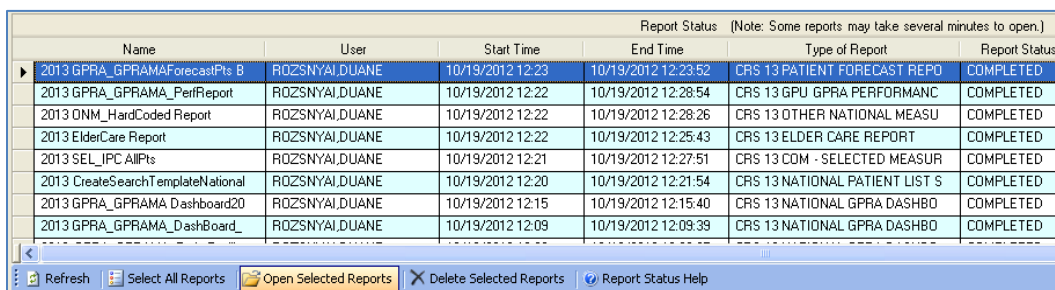 Report Status (Note: Some reports may take several minutes to open.)
Name User Start Time End Time Type of Report Report Status
2013 GPRA_GPRAMAForecastPts B ROZSNYAI,DUANE 10/19/2012 12:23 10/19/2012 12:23:52 CRS 13 PATIENT FORECAST REPO COMPLETED
2013 GPRA_GPRAMA_PerfReport ROZSNYAI,DUANE 10/19/2012 12:22 10/19/2012 12:28:54 CRS 13 GPU GPRA PERFORMANC COMPLETED
2013 ONM_HardCoded Report ROZSNYAI,DUANE 10/19/2012 12:22 10/19/2012 12:28:26 CRS 13 OTHER NATIONAL MEASU COMPLETED
2013 ElderCare Report ROZSNYAI,DUANE 10/19/2012 12:22 10/19/2012 12:25:43 CRS 13 ELDER CARE REPORT COMPLETED
2013 SEL_IPC AllPts ROZSNYAI,DUANE 10/19/2012 12:21 10/19/2012 12:27:51 CRS 13 COM - SELECTED MEASUR COMPLETED
2013 CreateSearchTemplateNational ROZSNYAI,DUANE 10/19/2012 12:20 10/19/2012 12:21:54 CRS 13 NATIONAL PATIENT LIST S COMPLETED
2013 GPRA_GPRAMA Dashboard20 ROZSNYAI,DUANE 10/19/2012 12:15 10/19/2012 12:15:40 CRS 13 NATIONAL GPRA DASHBO COMPLETED
2013 GPRA_GPRAMA_DashBoard_ ROZSNYAI,DUANE 10/19/2012 12:09 10/19/2012 12:09:39 CRS 13 NATIONAL GPRA DASHBO COMPLETED
Refresh Select All Reports Open Selected Reports Delete Selected Reports Report Status Help